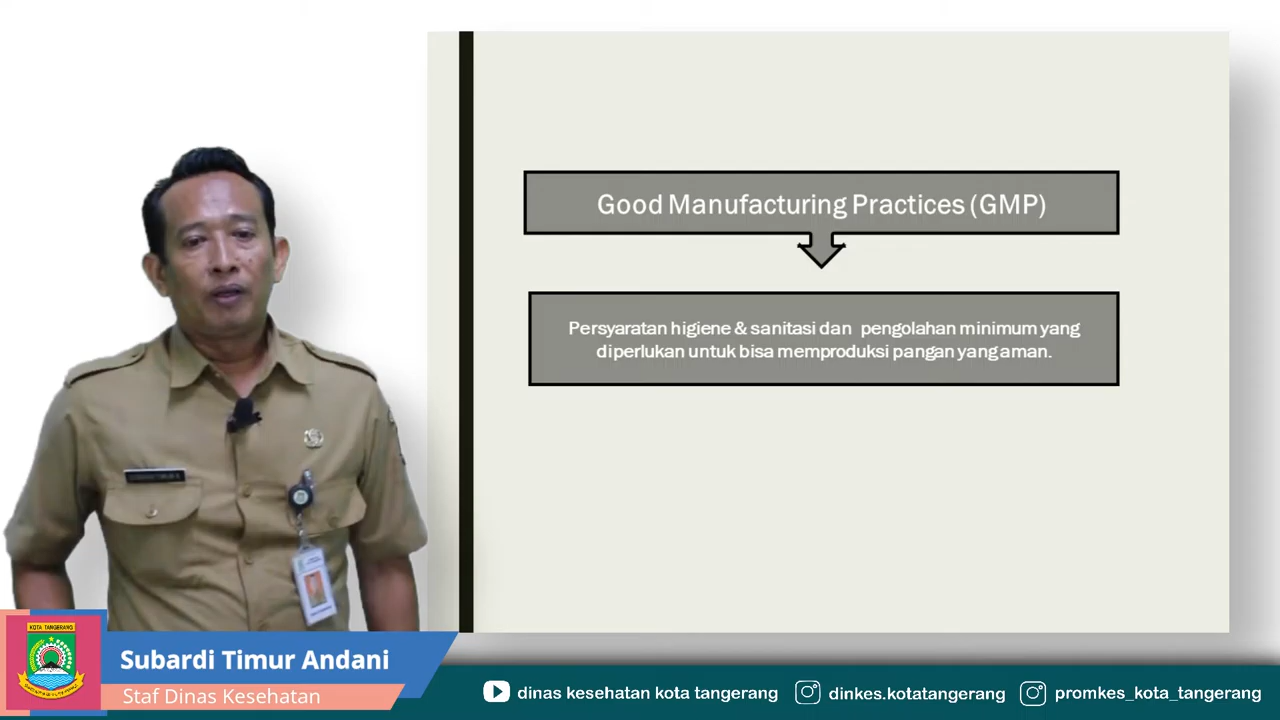 Good Manufacturing Practices (GMP)
Persyaratan higiene & sanitasi dan pengolahan minimum yang
diperlukan untuk bisa memproduksi pangan yang aman.
KOTA TANGERANG
Subardi Timur Andani
Staf Dinas Kesehatan
dinas kesehatan kota tangerang
dinkes.kotatangerang
promkes_kota_tangerang